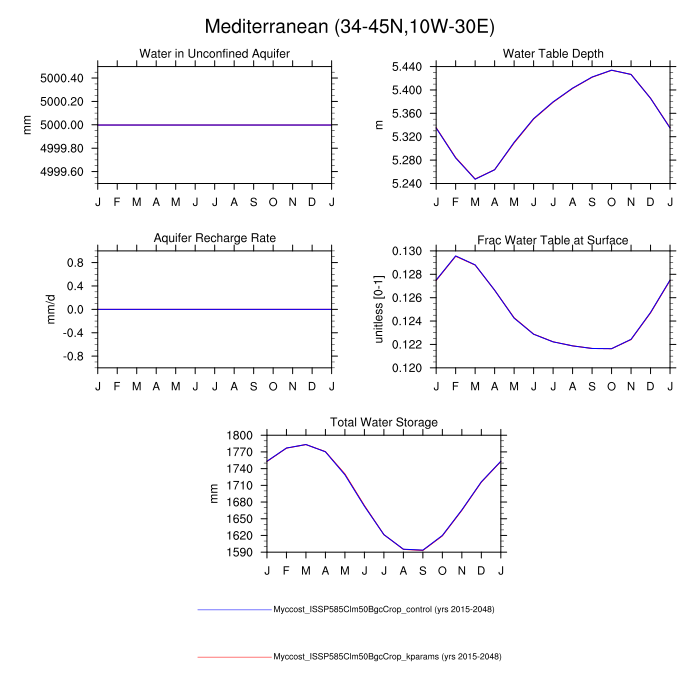 Mediterranean (34-45N,10W-30E)
Water in Unconfined Aquifer
5000.40
5000.20
5000.00
4999.80
4999.60
mm
J F M A M J J A S O N D J
Water Table Depth
5.440
5.400
5.360
5.320
5.280
5.240
m
J F M A M J J A S O N D J
Aquifer Recharge Rate
0.8
0.4
0.0
-0.4
-0.8
mm/d
J F M A M J J A S O N D J
Frac Water Table at Surface
0.130
0.128
0.126
0.124
0.122
0.120
unitless [0-1]
J F M A M J J A S O N D J
Total Water Storage
1800
1770
1740
1710
1680
1650
1620
1590
mm
J F M A M J J A S O N D J
Myccost_ISSP585Clm50BgcCrop_control (yrs 2015-2048)
Myccost_ISSP585Clm50BgcCrop_kparams (yrs 2015-2048)